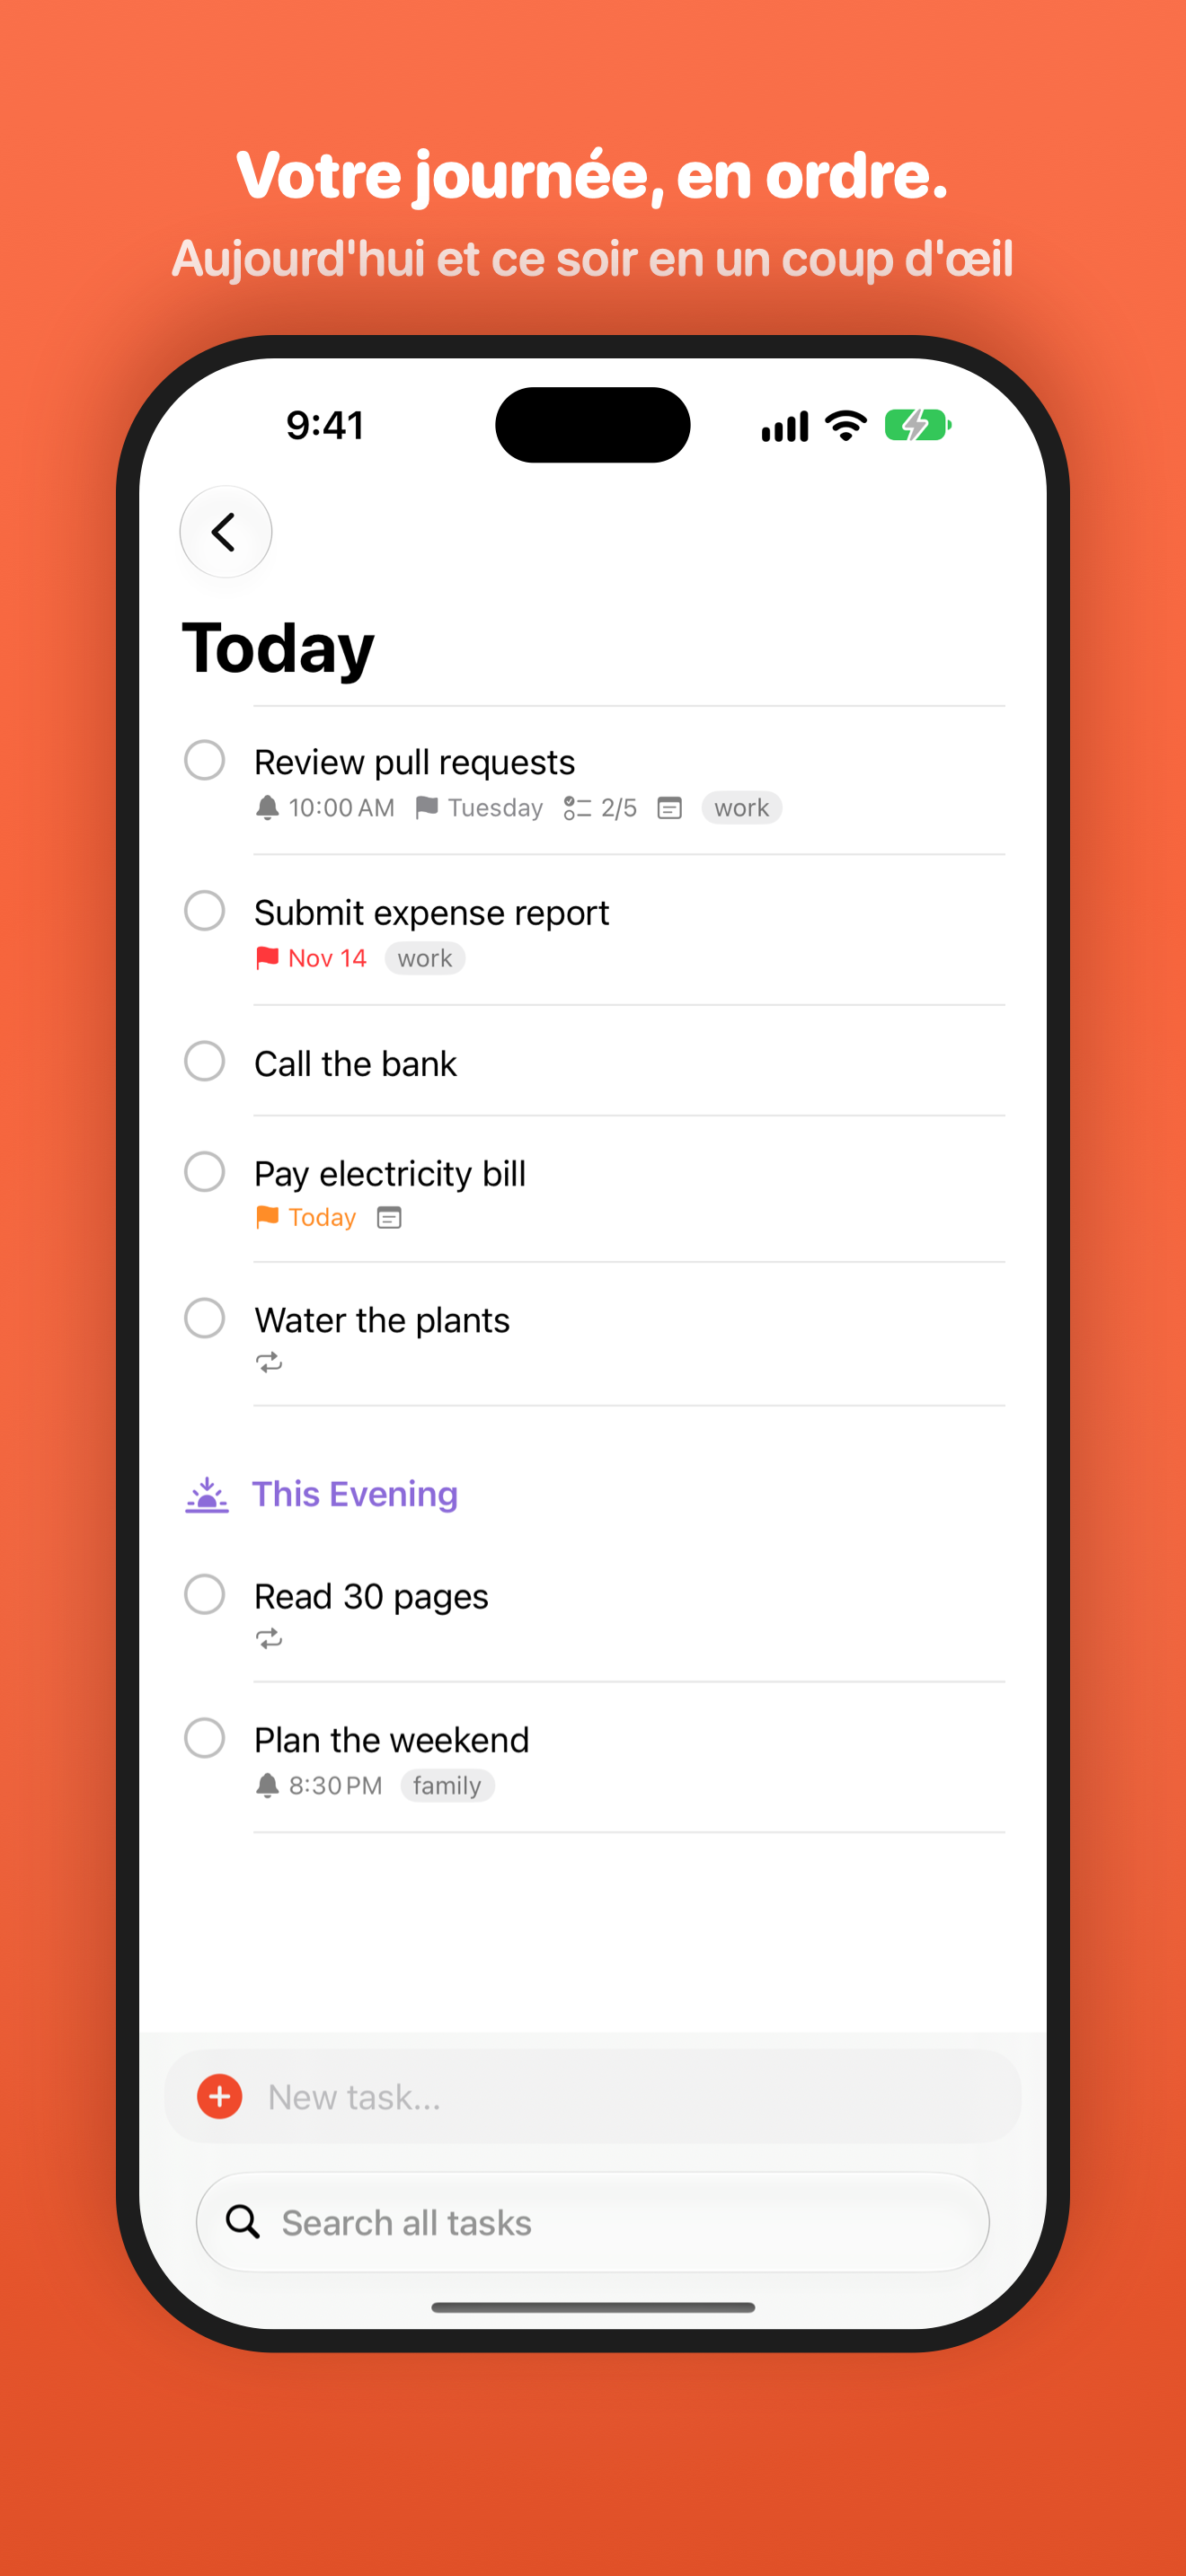 Votre journée, en ordre.
Aujourd'hui et ce soir en un coup d'œil
9:41
Today
Review pull requests
10:00 AM Tuesday 2/5 work
Submit expense report
Nov 14 work
Call the bank
Pay electricity bill
Today
Water the plants
This Evening
Read 30 pages
Plan the weekend
8:30 PM family
New task...
Search all tasks